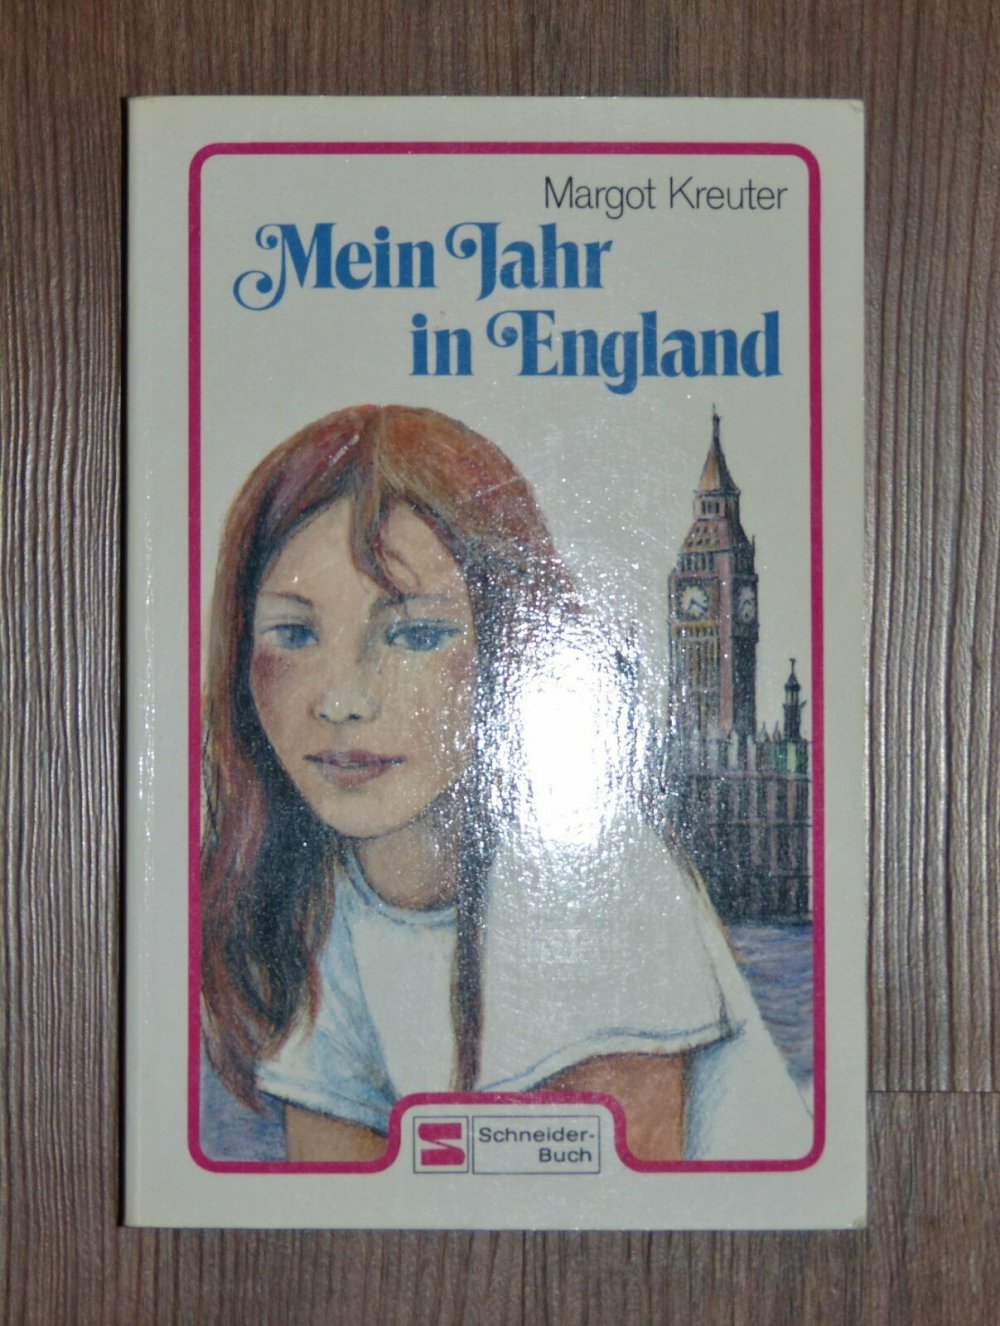 Margot Kreuter
Mein Jahr
in England
Schneider-
Buch